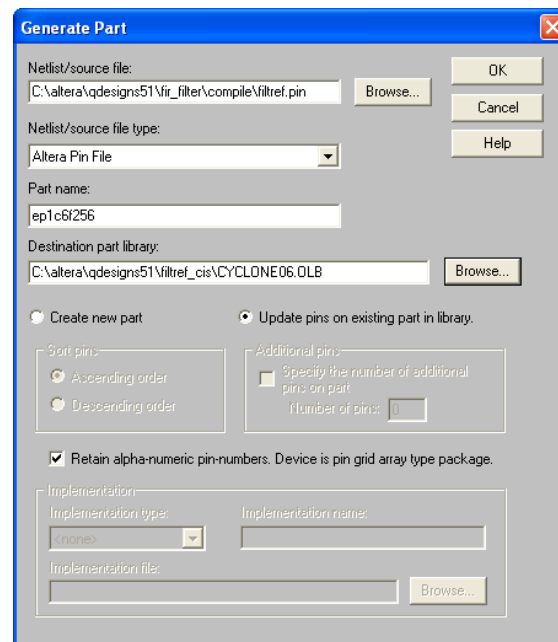 Generate Part
Netlist/source file:
C:\altera\qdesigns51\fir_filter\compile\filtref.pin
Browse...
OK
Cancel
Help
Netlist/source file type:
Altera Pin File
Part name:
ep1c6f256
Destination part library:
C:\altera\qdesigns51\filtref_cis\CYCLONE06.OLB
Browse...
Create new part
Update pins on existing part in library.
Sort pins
Ascending order
Descending order
Additional pins
Specify the number of additional
pins on part
Number of pins:
0
Retain alpha-numeric pin-numbers. Device is pin grid array type package.
Implementation
Implementation type:
Implementation name:
<none>
Implementation file:
Browse...